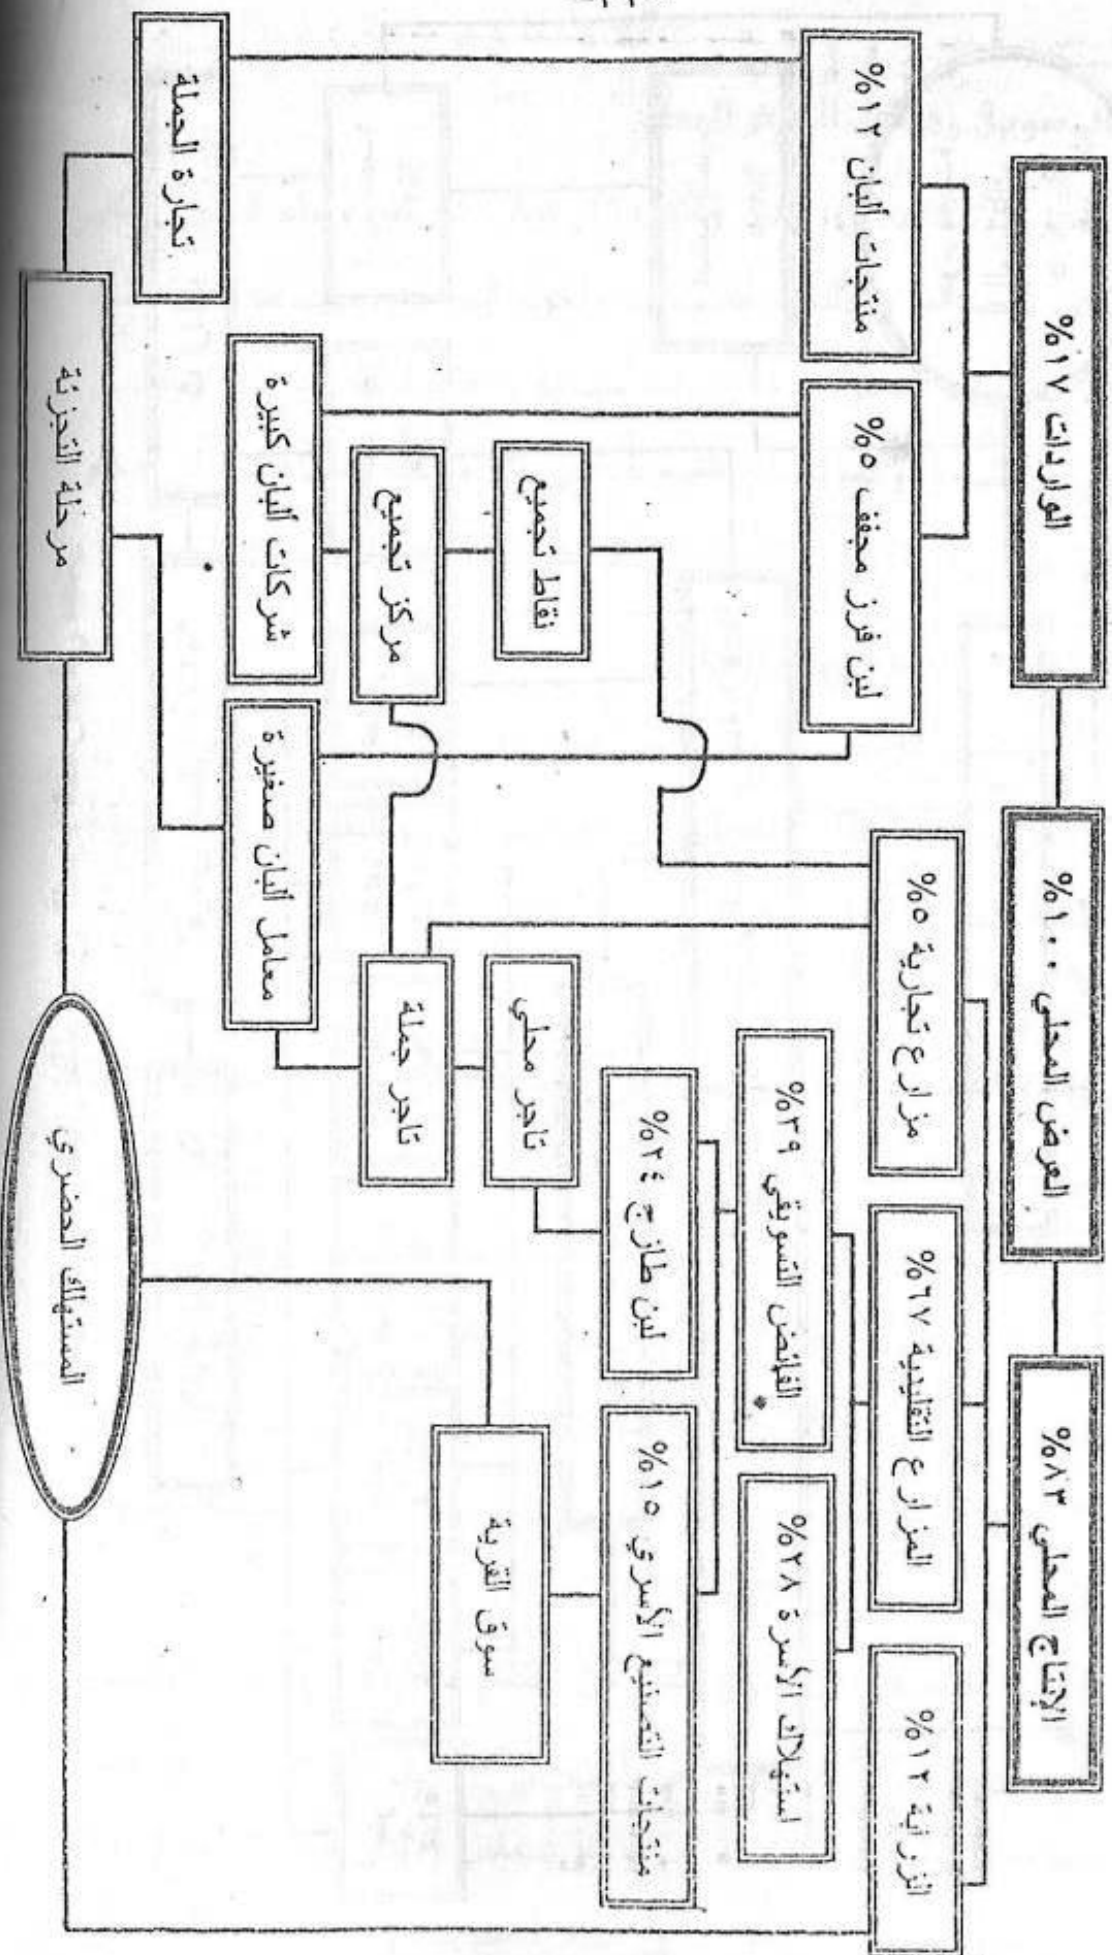 العرض المحلي ١٠٠%
الإنتاج المحلي ٨٣%
الواردات ١٧%
الزرابة ١٢%
المزارع التقليدية ٦٧%
مزارع تجارية ٥%
لبن فرز مجفف ٥%
منتجات ألبان ١٢%
استهلاك الأسرة ٢٨%
الفائض التسويقي ٣٩%
منتجات التصنيع الأسري ١٥%
لبن طازج ٢٤%
نقاط تجميع
سوق القرية
تاجر محلي
مركز تجميع
تاجر جملة
شركات ألبان كبيرة
معامل ألبان صغيرة
تجارة الجملة
مرحلة التجزئة
المستهلك الحضري